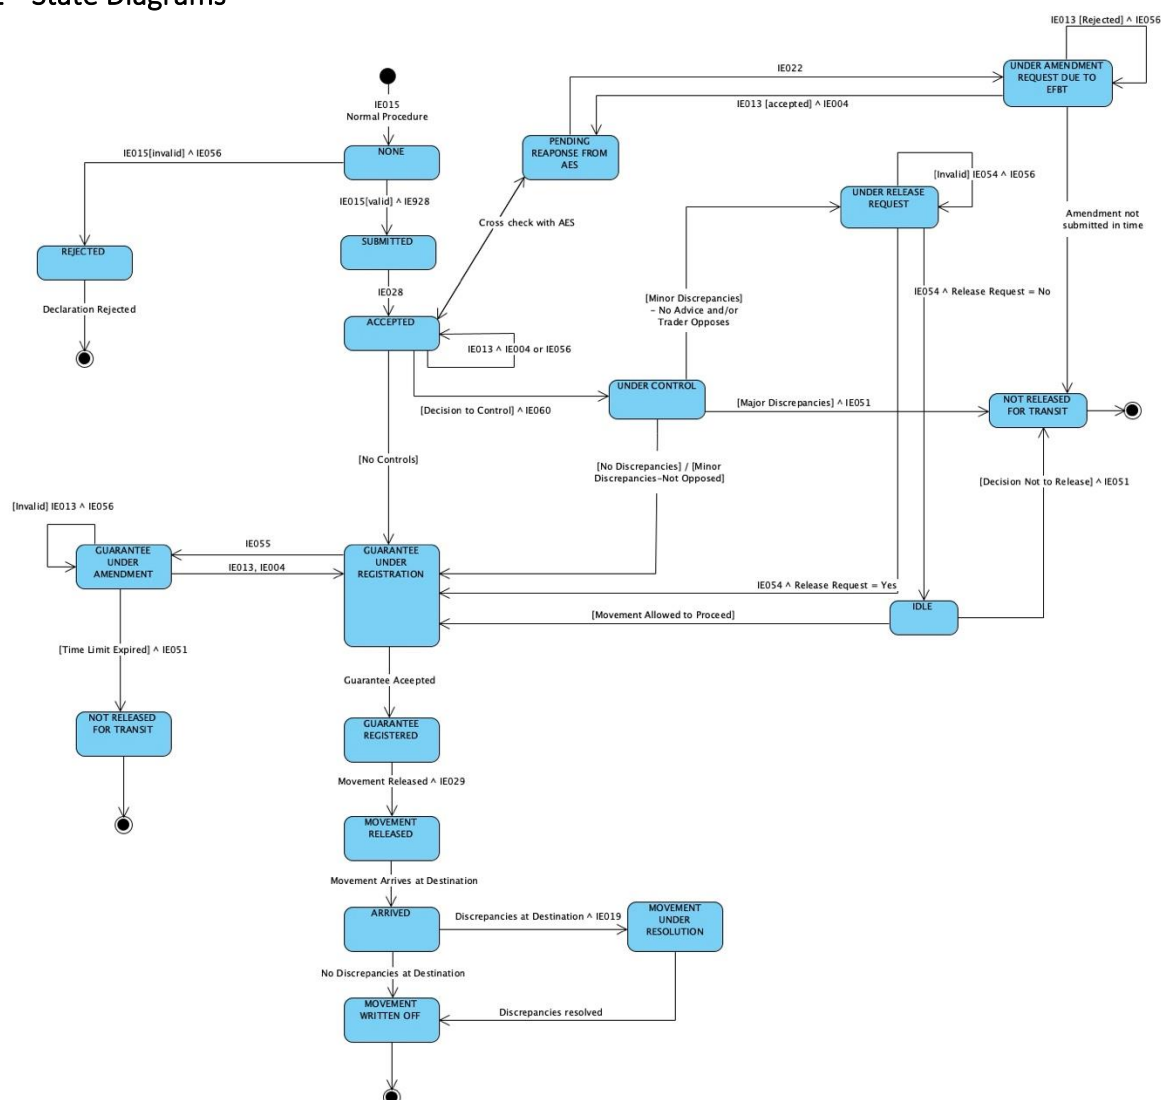 State Diagrams
IE013 [Rejected] ^ IE056
UNDER AMENDMENT
REQUEST DUE TO
EFBT
IE022
IE013 [accepted] ^ IE004
IE015
Normal Procedure
PENDING
REAPONSE FROM
AES
NONE
IE015[invalid] ^ IE056
[Invalid] IE054 ^ IE056
UNDER RELEASE
REQUEST
IE015[valid] ^ IE928
Cross check with AES
Amendment not
submitted in time
SUBMITTED
REJECTED
IE028
IE054 ^ Release Request = No
[Minor Discrepancies]
- No Advice and/or
Trader Opposes
Declaration Rejected
ACCEPTED
IE013 ^ IE004 or IE056
UNDER CONTROL
[Decision to Control] ^ IE060
[Major Discrepancies] ^ IE051
NOT RELEASED
FOR TRANSIT
[No Controls]
[No Discrepancies] / [Minor
Discrepancies-Not Opposed]
[Decision Not to Release] ^ IE051
[Invalid] IE013 ^ IE056
GUARANTEE
UNDER
AMENDMENT
IE055
IE013, IE004
GUARANTEE
UNDER
REGISTRATION
IE054 ^ Release Request = Yes
IDLE
[Movement Allowed to Proceed]
[Time Limit Expired] ^ IE051
Guarantee Aceepted
NOT RELEASED
FOR TRANSIT
GUARANTEE
REGISTERED
Movement Released ^ IE029
MOVEMENT
RELEASED
Movement Arrives at Destination
ARRIVED
Discrepancies at Destination ^ IE019
MOVEMENT
UNDER
RESOLUTION
No Discrepancies at Destination
MOVEMENT
WRITTEN OFF
Discrepancies resolved